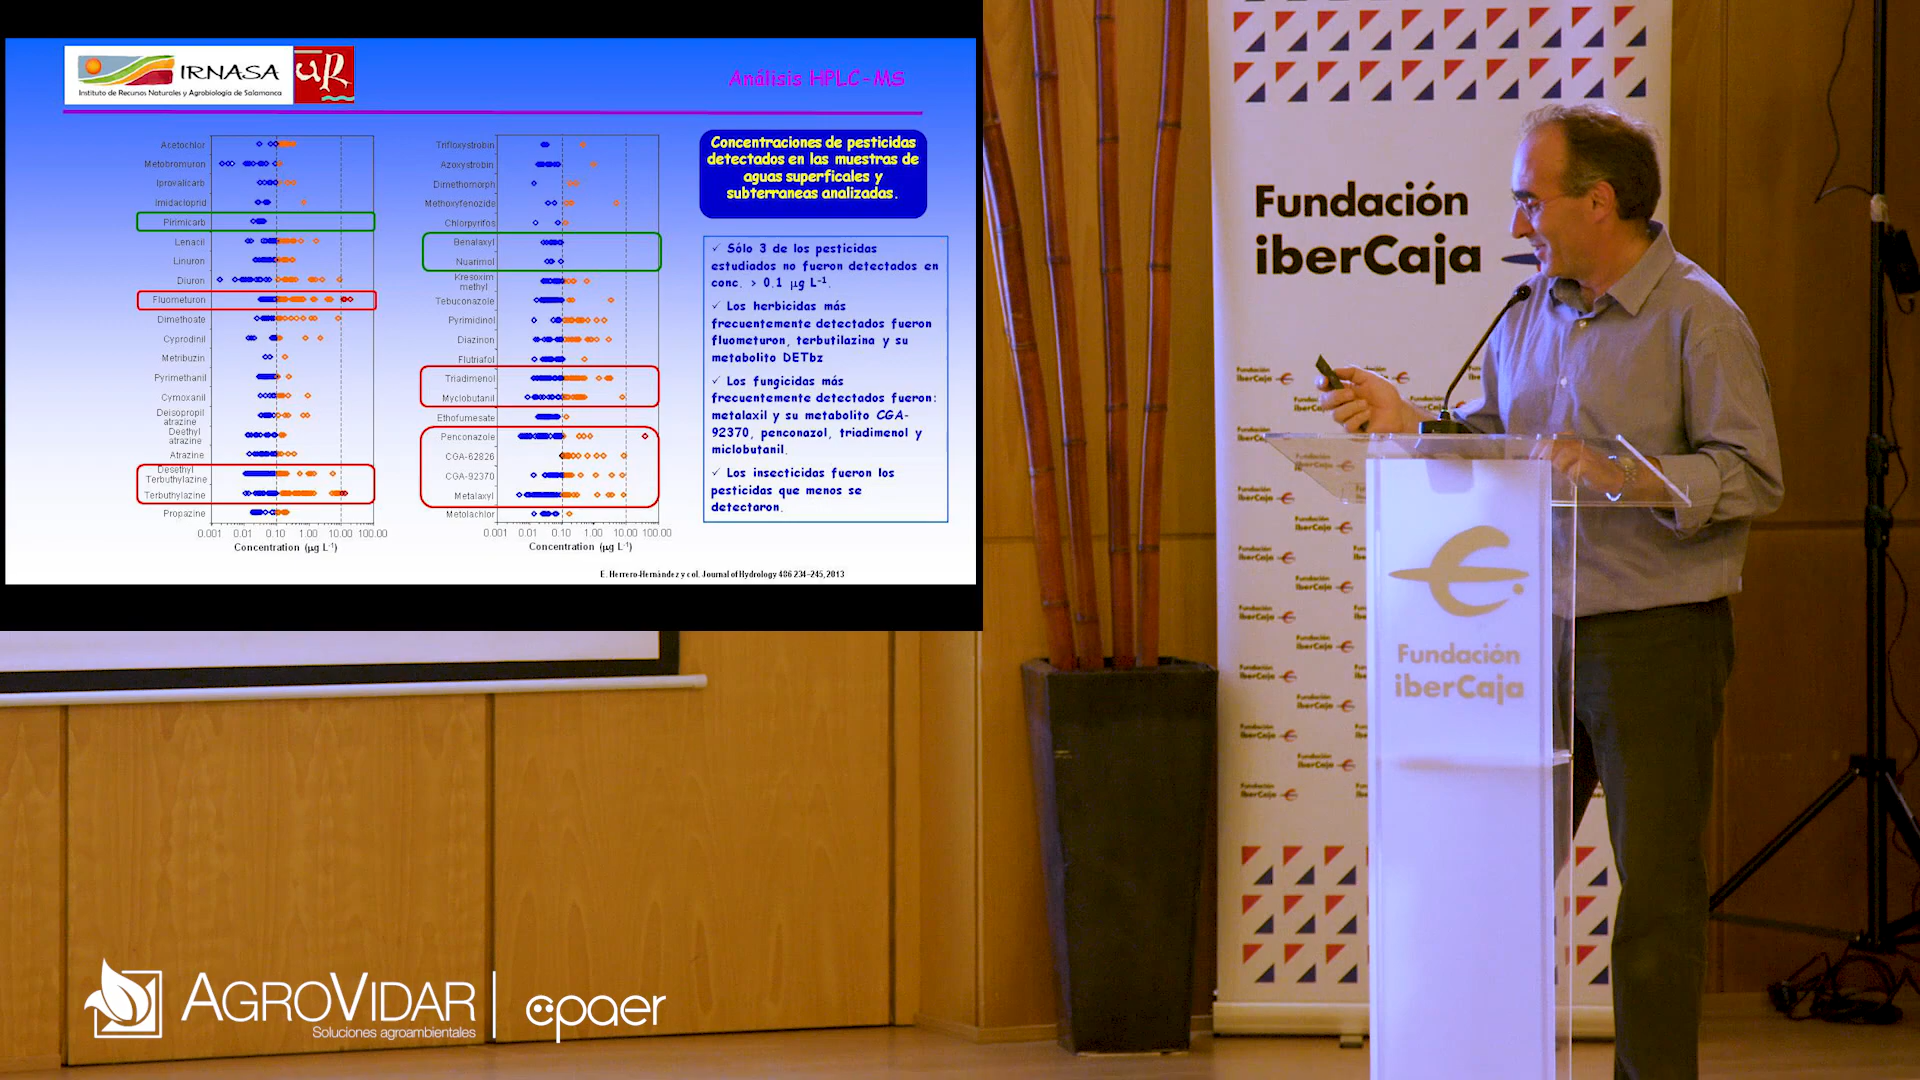 IRNASA
Instituto de Recursos Naturales y Agrobiología de Salamanca
uR
Análisis HPLC-MS
Acetochlor
Metobromuron
Iprovalicarb
Imidacloprid
Pirimicarb
Lenacil
Linuron
Diuron
Fluometuron
Dimethoate
Cyprodinil
Metribuzin
Pyrimethanil
Cymoxanil
Deisopropil
atrazine
Deethyl
atrazine
Atrazine
Desethyl
Terbuthylazine
Terbuthylazine
Propazine
0.001 0.01 0.10 1.00 10.00 100.00
Concentration (µg L⁻¹)
Trifloxystrobin
Azoxystrobin
Dimethomorph
Methoxyfenozide
Chlorpyrifos
Benalaxyl
Nuarimol
Kresoxim
methyl
Tebuconazole
Pyrimidinol
Diazinon
Flutriafol
Triadimenol
Myclobutanil
Ethofumesate
Penconazole
CGA-62826
CGA-92370
Metalaxyl
Metolachlor
0.001 0.01 0.10 1.00 10.00 100.00
Concentration (µg L⁻¹)
Concentraciones de pesticidas
detectados en las muestras de
aguas superficales y
subterraneas analizadas.
✓ Sólo 3 de los pesticidas
estudiados no fueron detectados en
conc. > 0.1 µg L⁻¹.
✓ Los herbicidas más
frecuentemente detectados fueron
fluometuron, terbutilazina y su
metabolito DETbz
✓ Los fungicidas más
frecuentemente detectados fueron:
metalaxil y su metabolito CGA-
92370, penconazol, triadimenol y
miclobutanil.
✓ Los insecticidas fueron los
pesticidas que menos se
detectaron.
E. Herrero-Hernández y col. Journal of Hydrology 486 234-245, 2013
Fundación
iberCaja
Fundación
iberCaja
AGROVIDAR
Soluciones agroambientales
cpaer